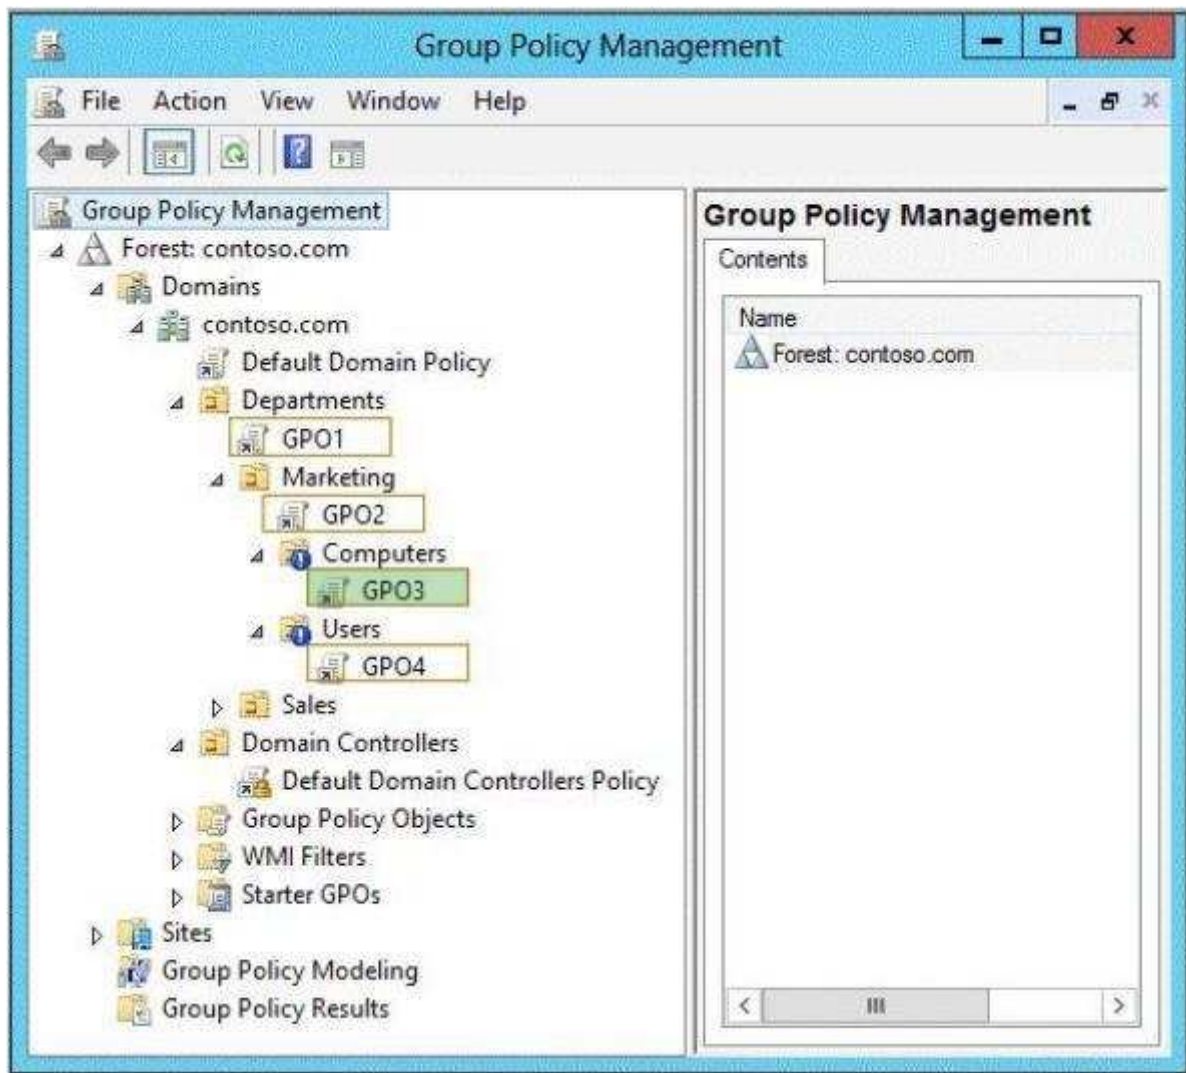 Group Policy Management
File Action View Window Help
Group Policy Management
Forest: contoso.com
Domains
contoso.com
Default Domain Policy
Departments
GPO1
Marketing
GPO2
Computers
GPO3
Users
GPO4
Sales
Domain Controllers
Default Domain Controllers Policy
Group Policy Objects
WMI Filters
Starter GPOs
Sites
Group Policy Modeling
Group Policy Results
Group Policy Management
Contents
Name
Forest: contoso.com